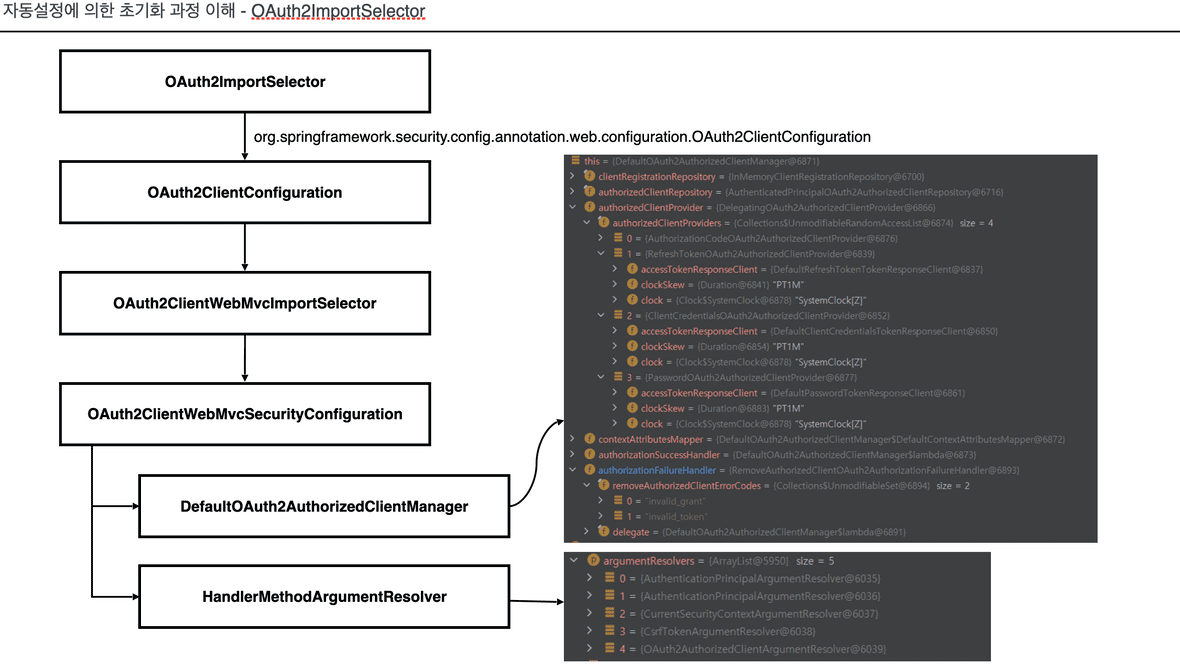 자동설정에 의한 초기화 과정 이해 - OAuth2ImportSelector
OAuth2ImportSelector
org.springframework.security.config.annotation.web.configuration.OAuth2ClientConfiguration
OAuth2ClientConfiguration
OAuth2ClientWebMvcImportSelector
OAuth2ClientWebMvcSecurityConfiguration
DefaultOAuth2AuthorizedClientManager
HandlerMethodArgumentResolver
this = {DefaultOAuth2AuthorizedClientManager@6871}
clientRegistrationRepository = {InMemoryClientRegistrationRepository@6700}
authorizedClientRepository = {AuthenticatedPrincipalOAuth2AuthorizedClientRepository@6716}
authorizedClientProvider = {DelegatingOAuth2AuthorizedClientProvider@6866}
authorizedClientProviders = {Collections$UnmodifiableRandomAccessList@6874} size = 4
0 = {AuthorizationCodeOAuth2AuthorizedClientProvider@6876}
1 = {RefreshTokenOAuth2AuthorizedClientProvider@6839}
accessTokenResponseClient = {DefaultRefreshTokenTokenResponseClient@6837}
clockSkew = {Duration@6841} "PT1M"
clock = {Clock$SystemClock@6878} "SystemClock[Z]"
2 = {ClientCredentialsOAuth2AuthorizedClientProvider@6852}
accessTokenResponseClient = {DefaultClientCredentialsTokenResponseClient@6850}
clockSkew = {Duration@6854} "PT1M"
clock = {Clock$SystemClock@6878} "SystemClock[Z]"
3 = {PasswordOAuth2AuthorizedClientProvider@6877}
accessTokenResponseClient = {DefaultPasswordTokenResponseClient@6861}
clockSkew = {Duration@6883} "PT1M"
clock = {Clock$SystemClock@6878} "SystemClock[Z]"
contextAttributesMapper = {DefaultOAuth2AuthorizedClientManager$DefaultContextAttributesMapper@6872}
authorizationSuccessHandler = {DefaultOAuth2AuthorizedClientManager$lambda@6873}
authorizationFailureHandler = {RemoveAuthorizedClientOAuth2AuthorizationFailureHandler@6893}
removeAuthorizedClientErrorCodes = {Collections$UnmodifiableSet@6894} size = 2
0 = "invalid_grant"
1 = "invalid_token"
delegate = {DefaultOAuth2AuthorizedClientManager$lambda@6891}
argumentResolvers = {ArrayList@5950} size = 5
0 = {AuthenticationPrincipalArgumentResolver@6035}
1 = {AuthenticationPrincipalArgumentResolver@6036}
2 = {CurrentSecurityContextArgumentResolver@6037}
3 = {CsrfTokenArgumentResolver@6038}
4 = {OAuth2AuthorizedClientArgumentResolver@6039}